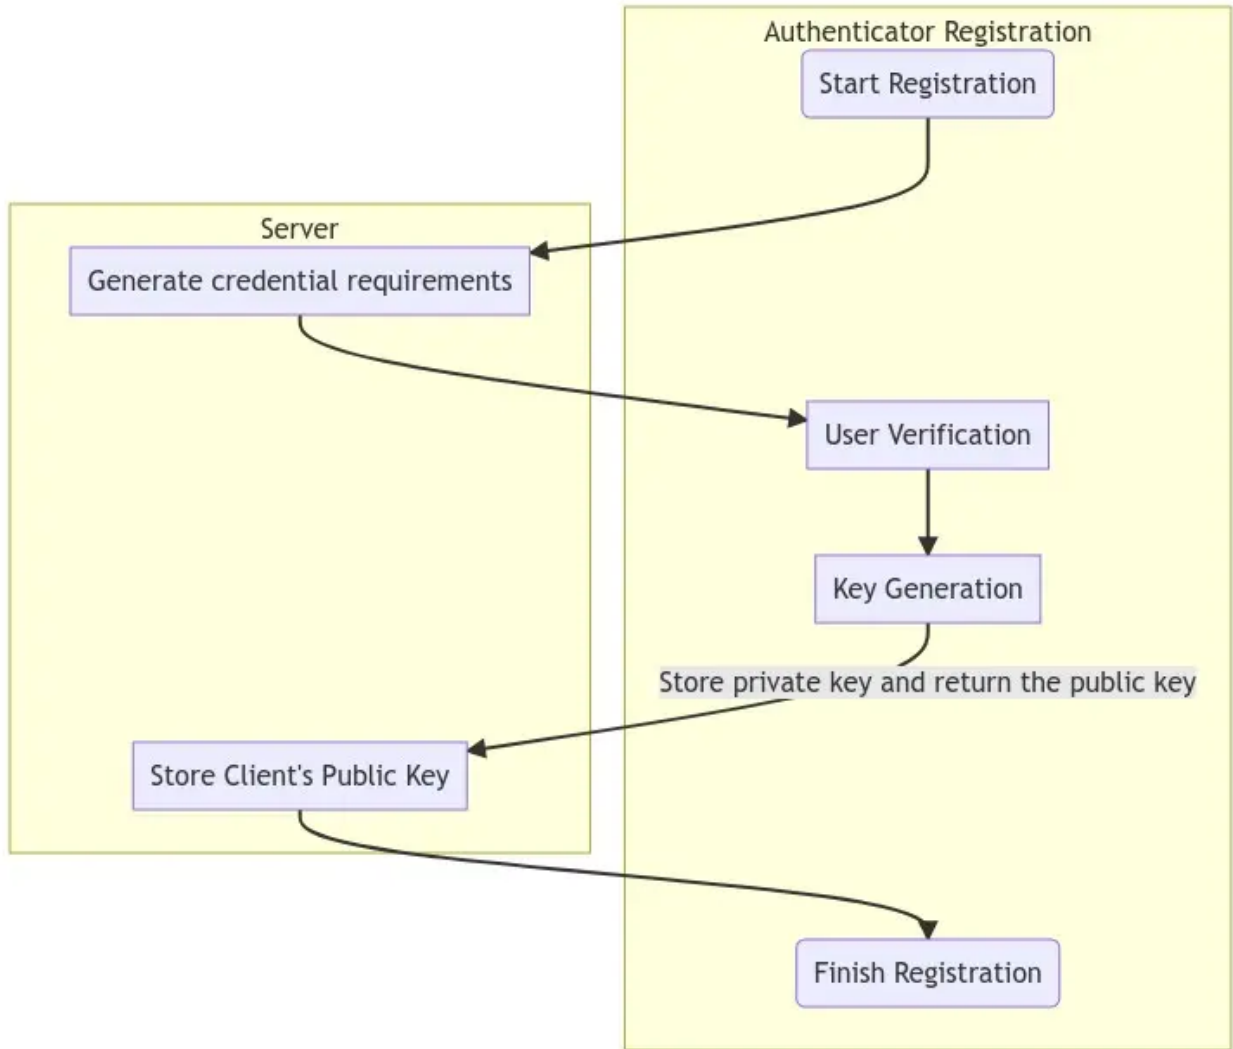 Authenticator Registration
Start Registration
Server
Generate credential requirements
User Verification
Key Generation
Store private key and return the public key
Store Client's Public Key
Finish Registration